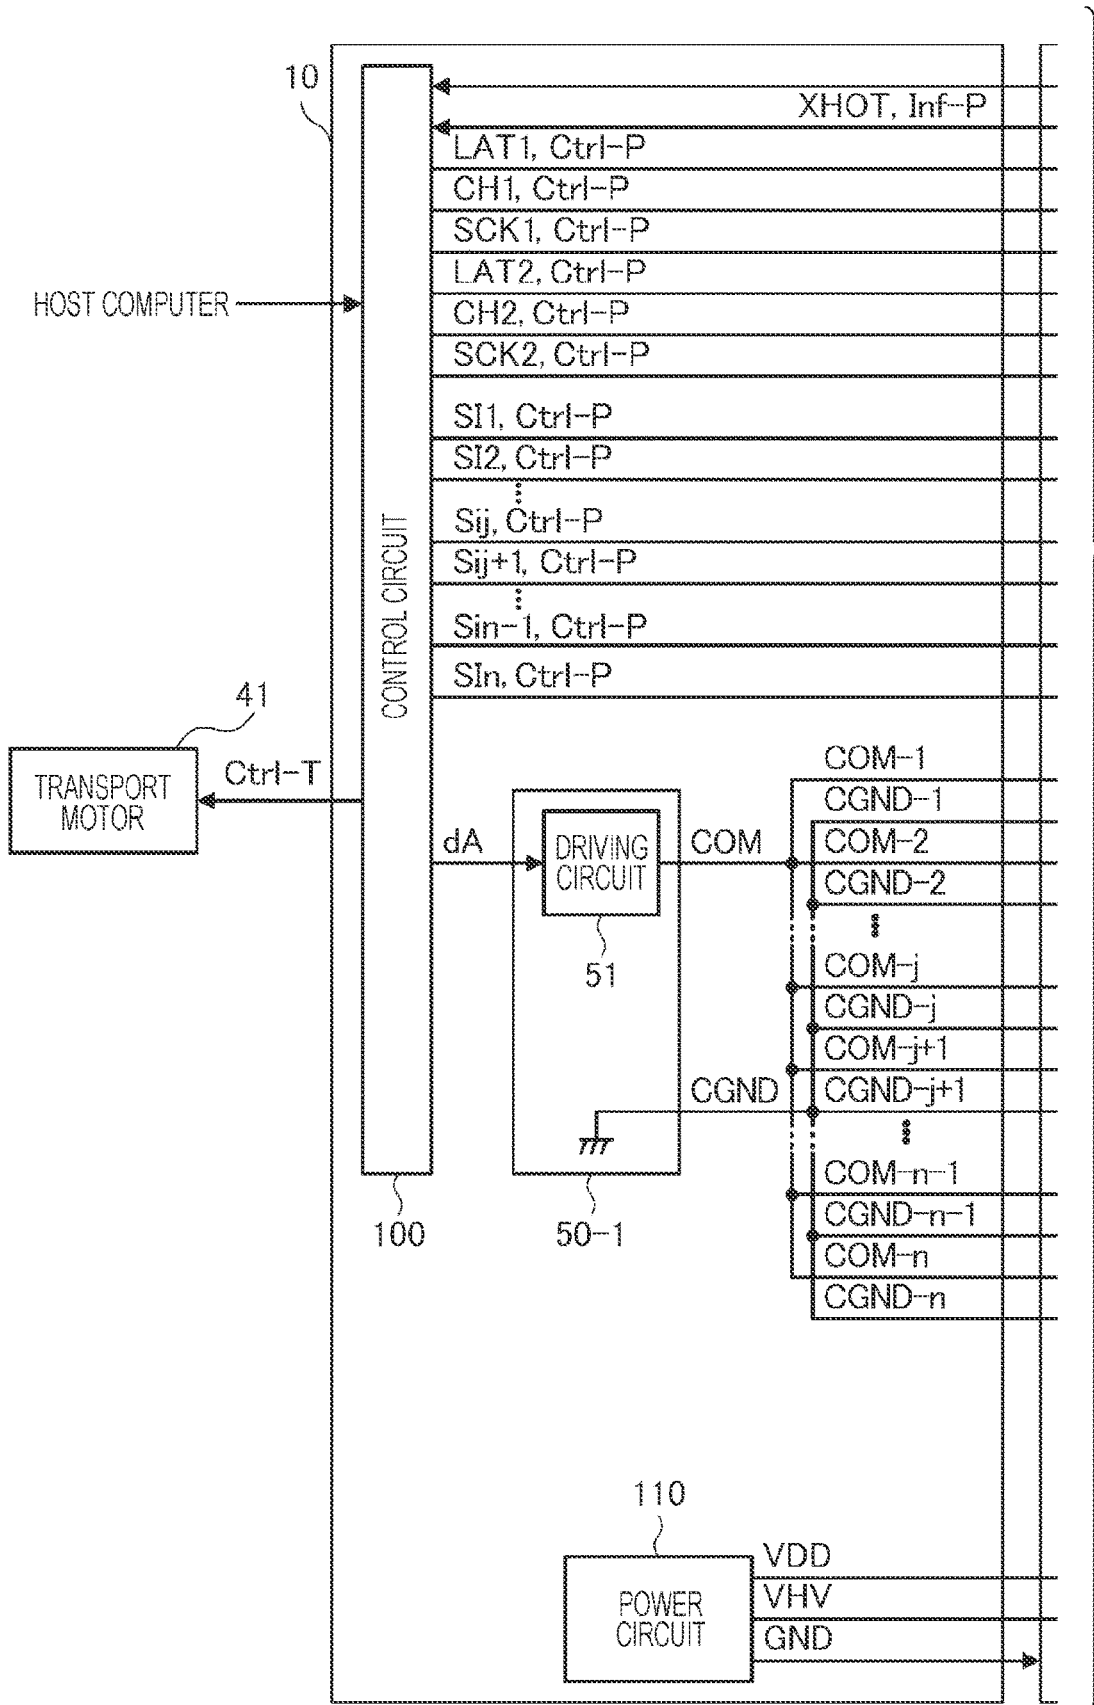 10
XHOT, Inf-P
LAT1, Ctrl-P
CH1, Ctrl-P
SCK1, Ctrl-P
LAT2, Ctrl-P
HOST COMPUTER
CH2, Ctrl-P
SCK2, Ctrl-P
SI1, Ctrl-P
SI2, Ctrl-P
Sij, Ctrl-P
Sij+1, Ctrl-P
Sin-1, Ctrl-P
SIn, Ctrl-P
CONTROL CIRCUIT
41
TRANSPORT
MOTOR
Ctrl-T
dA
DRIVING
CIRCUIT
51
COM
COM-1
CGND-1
COM-2
CGND-2
COM-j
CGND-j
COM-j+1
CGND
CGND-j+1
COM-n-1
CGND-n-1
COM-n
CGND-n
100
50-1
110
POWER
CIRCUIT
VDD
VHV
GND